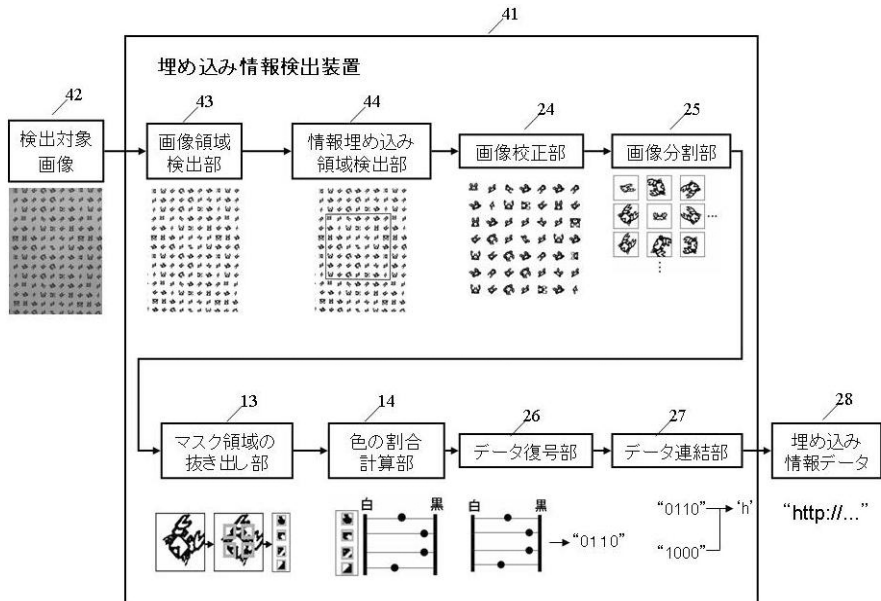 41
埋め込み情報検出装置
42
43
44
24
25
検出対象
画像
画像領域
検出部
情報埋め込み
領域検出部
画像校正部
画像分割部
...
...
13
14
26
27
28
マスク領域の
抜き出し部
色の割合
計算部
データ復号部
データ連結部
埋め込み
情報データ
白 黒
白 黒
“0110”
“0110” ‘h’
“1000”
“http://...”